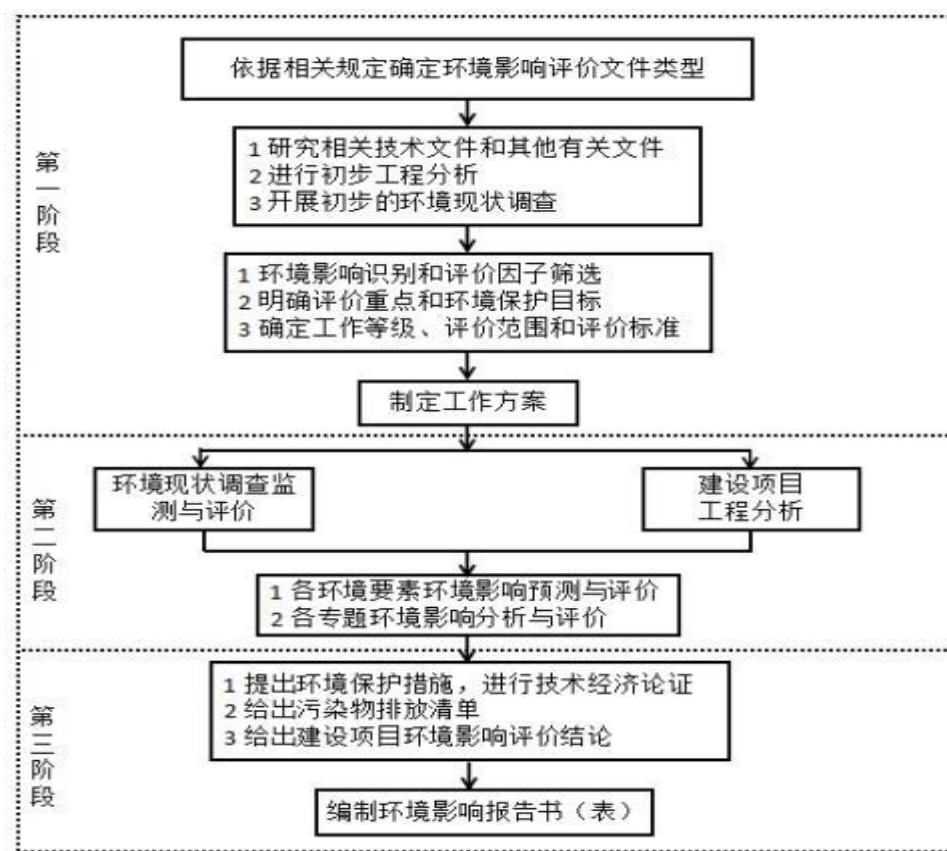 依据相关规定确定环境影响评价文件类型
第一阶段
1 研究相关技术文件和其他有关文件
2 进行初步工程分析
3 开展初步的环境现状调查
1 环境影响识别和评价因子筛选
2 明确评价重点和环境保护目标
3 确定工作等级、评价范围和评价标准
制定工作方案
第二阶段
环境现状调查监
测与评价
建设项目
工程分析
1 各环境要素环境影响预测与评价
2 各专题环境影响分析与评价
第三阶段
1 提出环境保护措施，进行技术经济论证
2 给出污染物排放清单
3 给出建设项目环境影响评价结论
编制环境影响报告书（表）